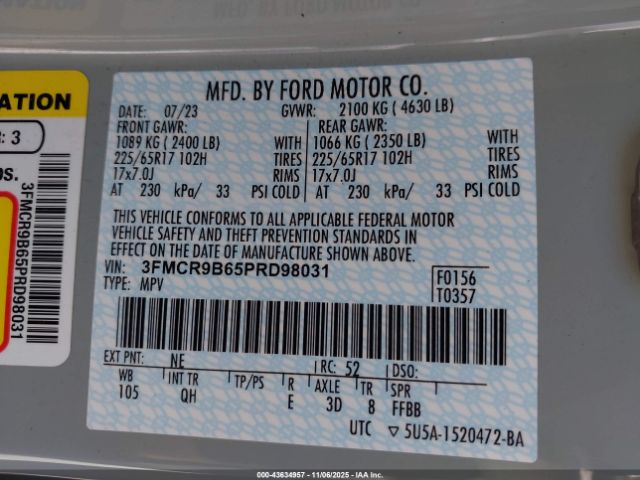 MFD. BY FORD MOTOR CO.
DATE: 07/23 GVWR: 2100 KG ( 4630 LB)
FRONT GAWR: REAR GAWR:
1089 KG ( 2400 LB) WITH 1066 KG ( 2350 LB) WITH
225/65R17 102H TIRES 225/65R17 102H TIRES
17x7.0J RIMS 17x7.0J RIMS
AT 230 kPa/ 33 PSI COLD AT 230 kPa/ 33 PSI COLD
THIS VEHICLE CONFORMS TO ALL APPLICABLE FEDERAL MOTOR
VEHICLE SAFETY AND THEFT PREVENTION STANDARDS IN
EFFECT ON THE DATE OF MANUFACTURE SHOWN ABOVE.
VIN: 3FMCR9B65PRD98031 F0156
TYPE: MPV T0357
EXT PNT: NE RC: 52 DSO:
WB INT TR TP/PS R AXLE TR SPR
105 QH E 3D 8 FFBB
UTC ▽ 5U5A-1520472-BA
ATION
R: 3
os.
3FMCR9B65PRD98031
000-43634957 - 11/06/2025 - IAA Inc.